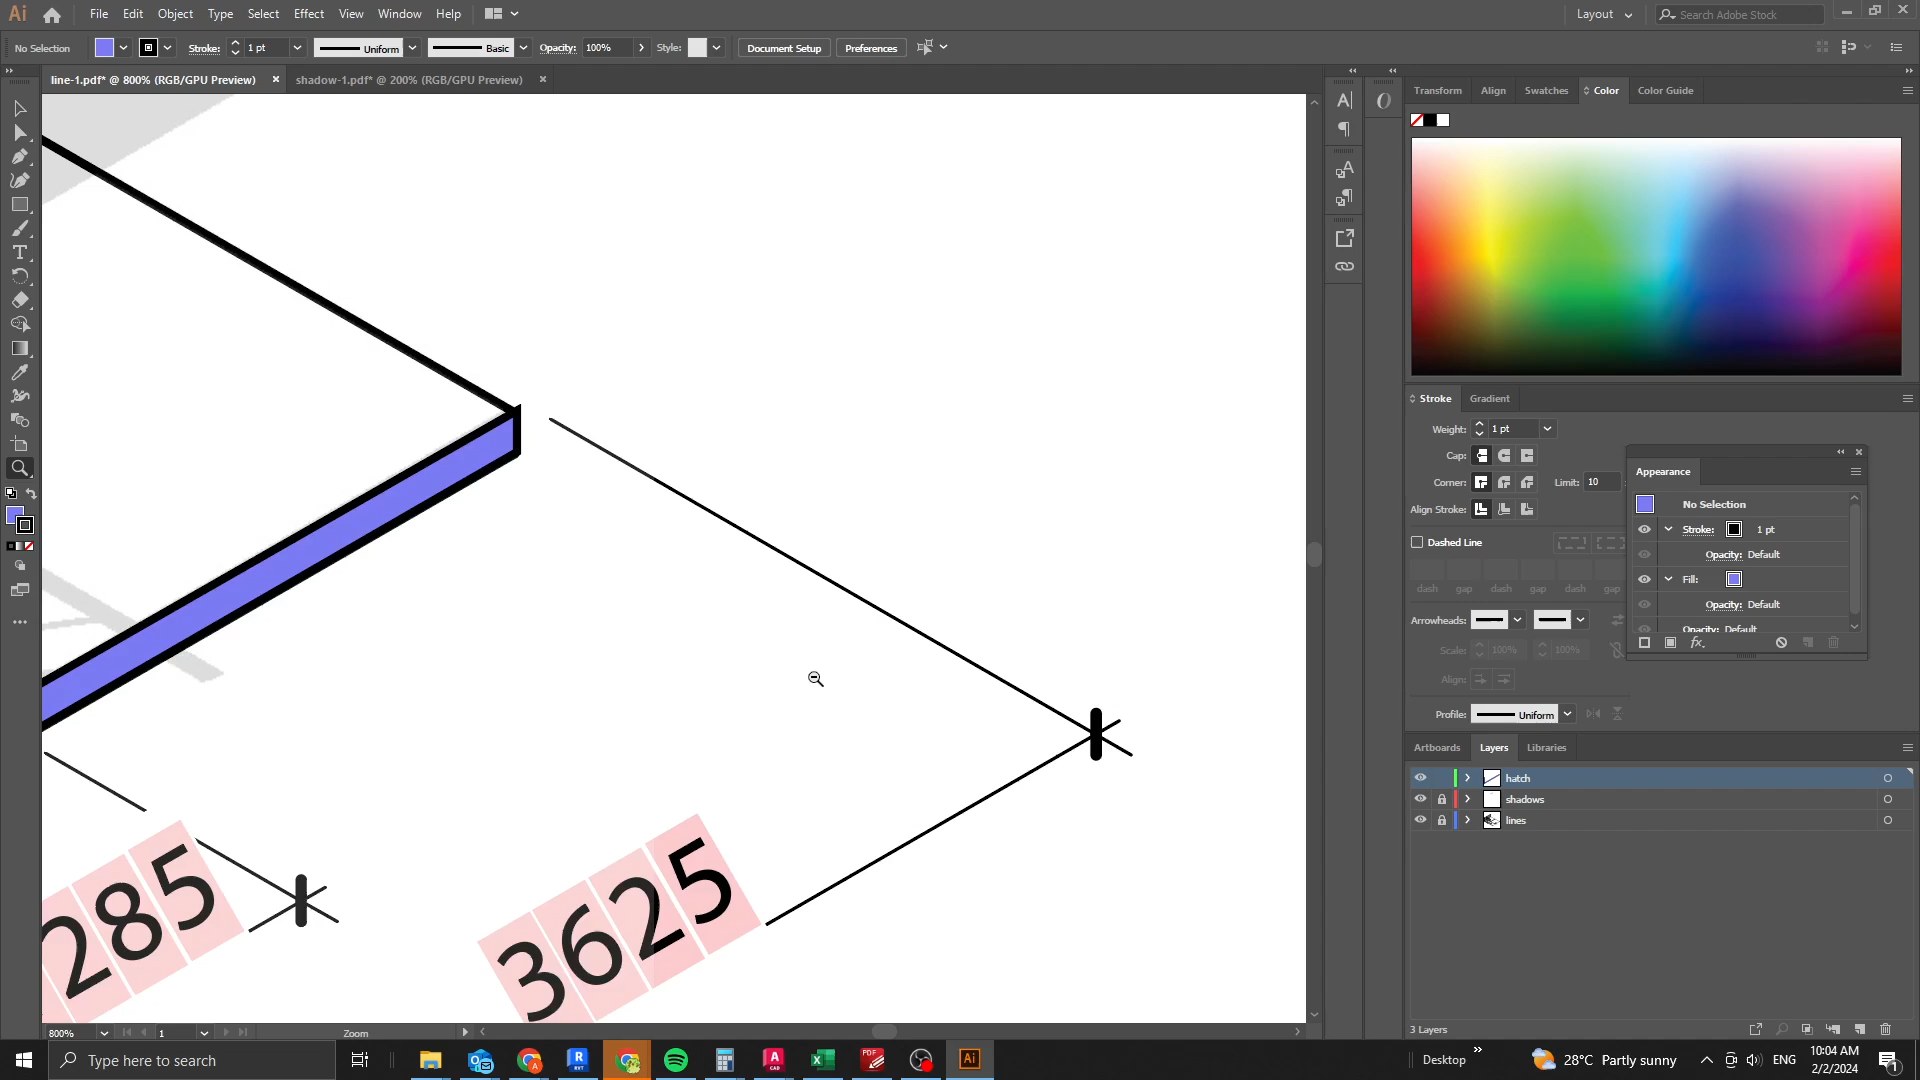 Ai File Edit Object Type Select Effect View Window Help Layout Search Adobe Stock
No Selection Stroke: 1 pt Uniform Basic Opacity: 100% Style: Document Setup Preferences
line-1.pdf* @ 800% (RGB/GPU Preview) × shadow-1.pdf* @ 200% (RGB/GPU Preview) ×
Transform Align Swatches Color Color Guide
Stroke Gradient
Weight: 1 pt
Cap:
Corner: Limit: 10
Align Stroke:
Dashed Line
dash gap dash gap dash gap
Arrowheads:
Scale: 100% 100%
Align:
Profile: Uniform
Appearance
No Selection
Stroke: 1 pt
Opacity: Default
Fill:
Opacity: Default
Opacity: Default
fx
Artboards Layers Libraries
hatch
shadows
lines
3 Layers
285
3625
800% 1 Zoom
Type here to search
Desktop 28°C Partly sunny ENG 10:04 AM
2/2/2024
1